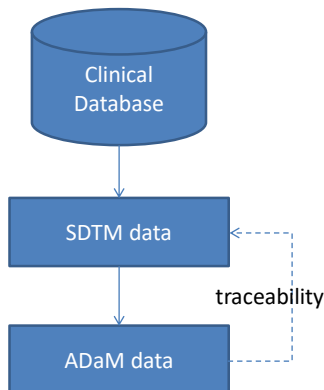 Clinical
Database
SDTM data
traceability
ADaM data